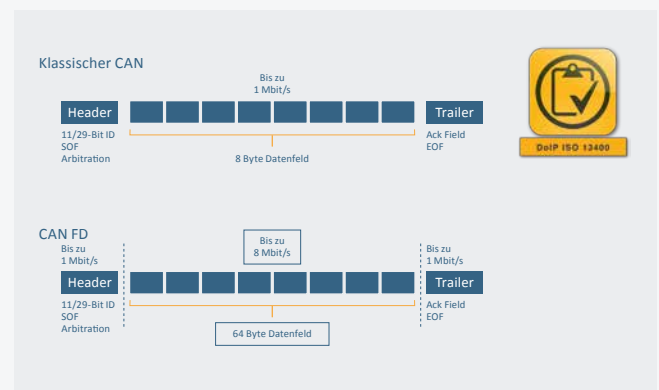 Klassischer CAN
Bis zu
1 Mbit/s
Header
Trailer
11/29-Bit ID
SOF
Arbitration
8 Byte Datenfeld
Ack Field
EOF
DoIP ISO 13400
CAN FD
Bis zu
1 Mbit/s
Bis zu
8 Mbit/s
Bis zu
1 Mbit/s
Header
Trailer
11/29-Bit ID
SOF
Arbitration
64 Byte Datenfeld
Ack Field
EOF